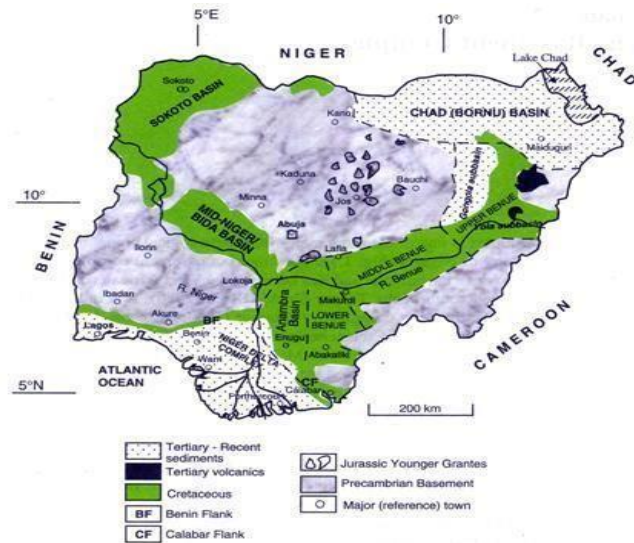 5°E
10°
NIGER
CHAD
Lake Chad
Sokoto
SOKOTO BASIN
CHAD (BORNU) BASIN
Kano
Maiduguri
Kaduna
Bauchi
Gongola subbasin
Jos
10°
Minna
MID-NIGER/
BIDA BASIN
Abuja
UPPER BENUE
Yola subbasin
BENIN
Ilorin
Lafia
MIDDLE BENUE
R. Benue
Lokoja
R. Niger
Makurdi
Ibadan
Anambra
Basin
LOWER
BENUE
CAMEROON
Akure
Lagos
BF
Benin
Enugu
Abakaliki
NIGER DELTA
ATLANTIC
OCEAN
CF
Calabar
5°N
200 km
Tertiary - Recent
sediments
Tertiary volcanics
Cretaceous
BF Benin Flank
CF Calabar Flank
Jurassic Younger Grantes
Precambrian Basement
Major (reference) town